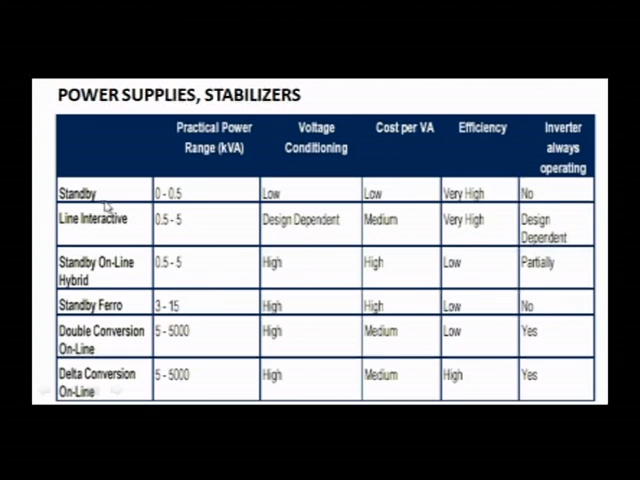 POWER SUPPLIES, STABILIZERS
Practical Power Range (kVA) Voltage Conditioning Cost per VA Efficiency Inverter always operating
Standby 0 - 0.5 Low Low Very High No
Line Interactive 0.5 - 5 Design Dependent Medium Very High Design Dependent
Standby On-Line Hybrid 0.5 - 5 High High Low Partially
Standby Ferro 3 - 15 High High Low No
Double Conversion On-Line 5 - 5000 High Medium Low Yes
Delta Conversion On-Line 5 - 5000 High Medium High Yes